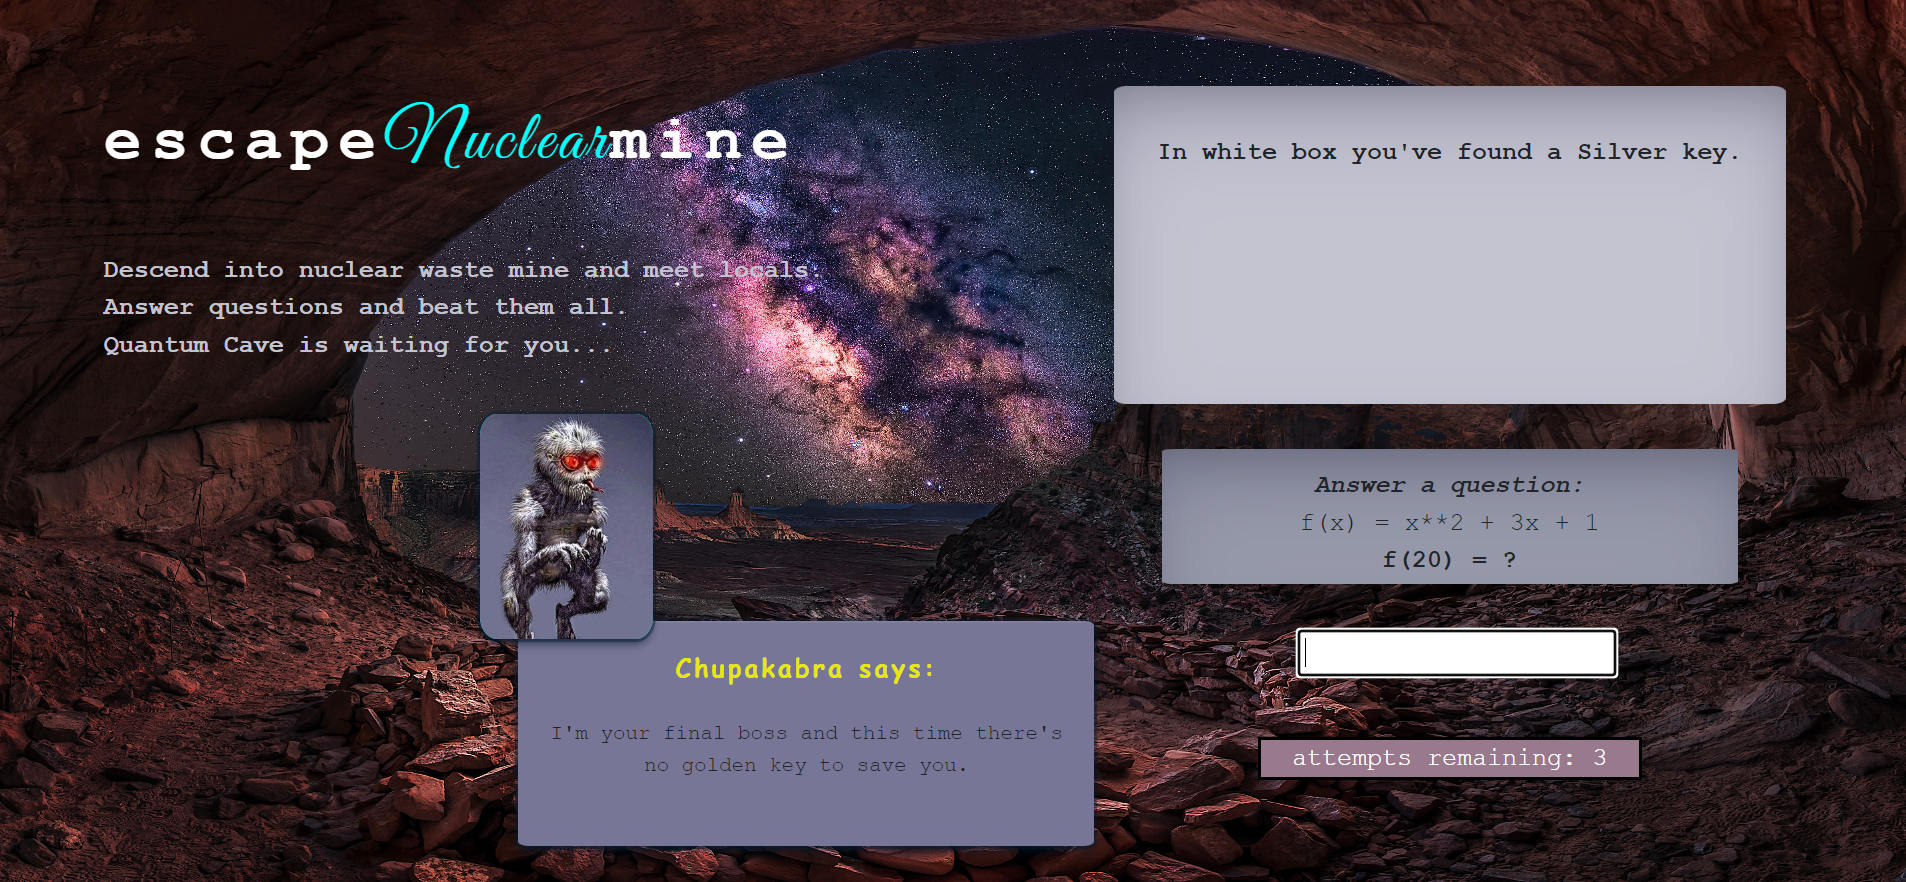 escapeNuclearmine
Descend into nuclear waste mine and meet locals.
Answer questions and beat them all.
Quantum Cave is waiting for you...
In white box you've found a Silver key.
Answer a question:
f(x) = x**2 + 3x + 1
f(20) = ?
attempts remaining: 3
Chupakabra says:
I'm your final boss and this time there's
no golden key to save you.